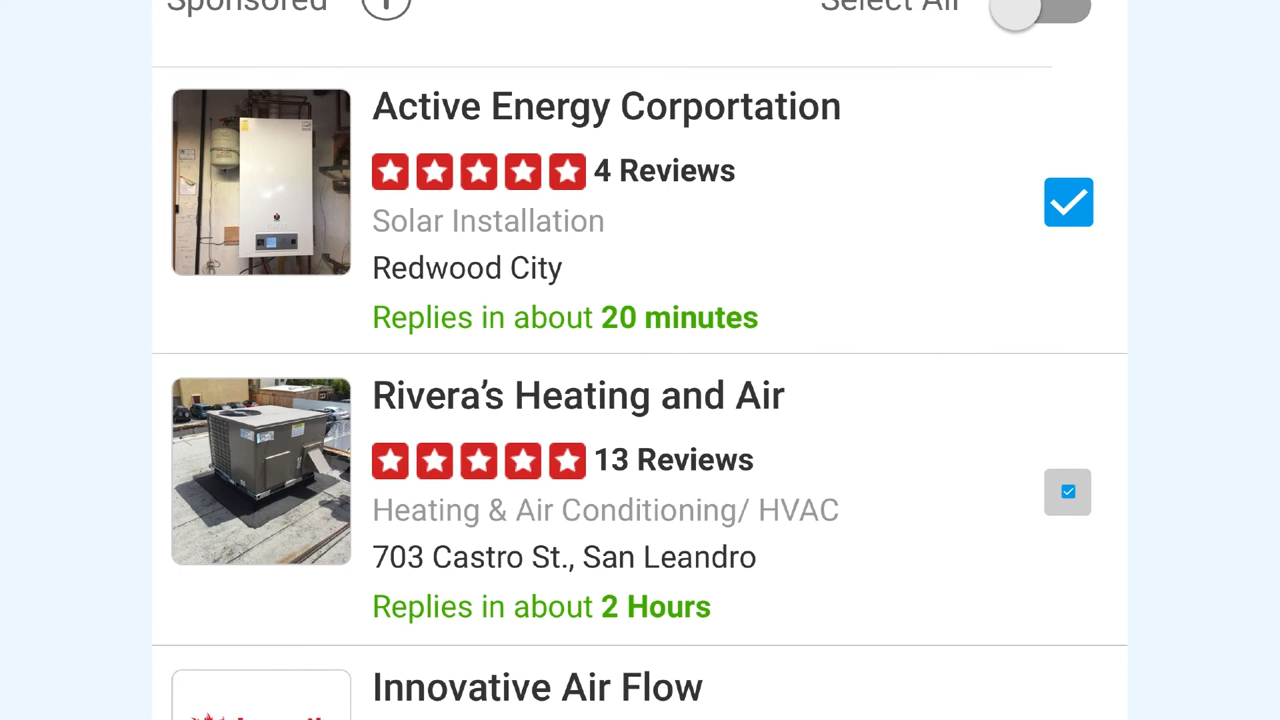 Sponsored
Select All
Active Energy Corportation
4 Reviews
Solar Installation
Redwood City
Replies in about 20 minutes
Rivera’s Heating and Air
13 Reviews
Heating & Air Conditioning/ HVAC
703 Castro St., San Leandro
Replies in about 2 Hours
Innovative Air Flow